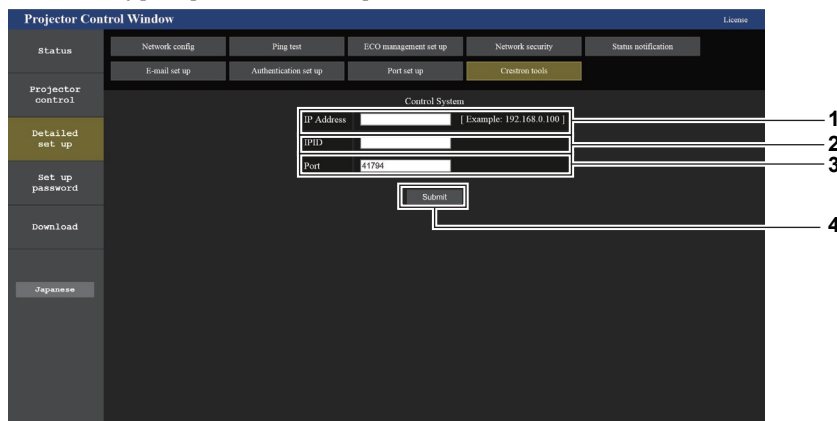 Projector Control Window License
Status
Network config Ping test ECO management set up Network security Status notification
E-mail set up Authentication set up Port set up Crestron tools
Projector
control
Control System
IP Address [ Example: 192.168.0.100 ] 1
Detailed
set up
IPID 2
Port 41794 3
Set up
password
Submit
Download
4
Japanese